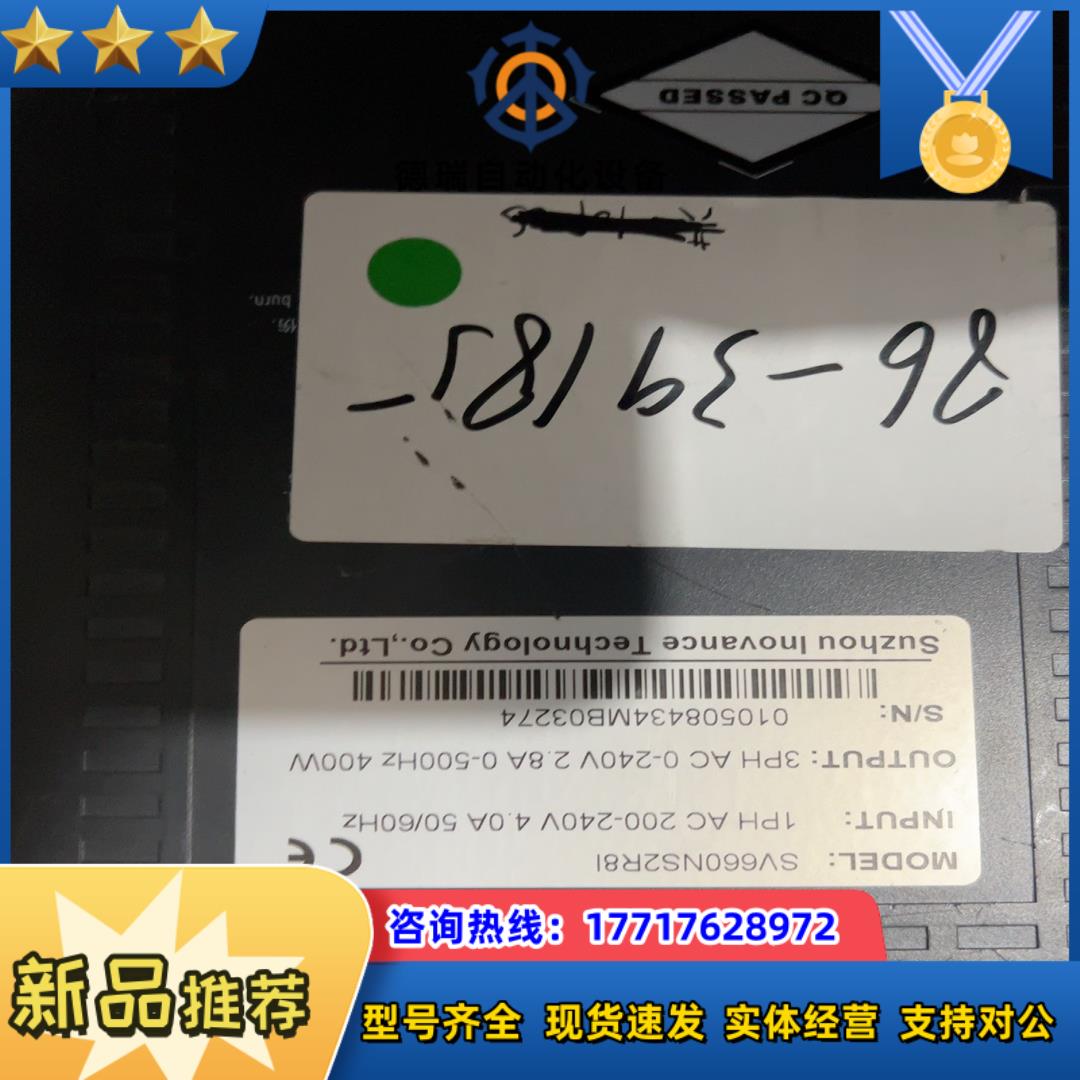 德瑞自动化设备
QC PASSED
伤.
burn.
MODEL: SV660NS2R8I
INPUT: 1PH AC 200-240V 4.0A 50/60Hz
OUTPUT: 3PH AC 0-240V 2.8A 0-500Hz 400W
S/N: 010508434MB03274
Suzhou Inovance Technology Co.,Ltd.
CE
咨询热线：17717628972
新品推荐
型号齐全 现货速发 实体经营 支持对公